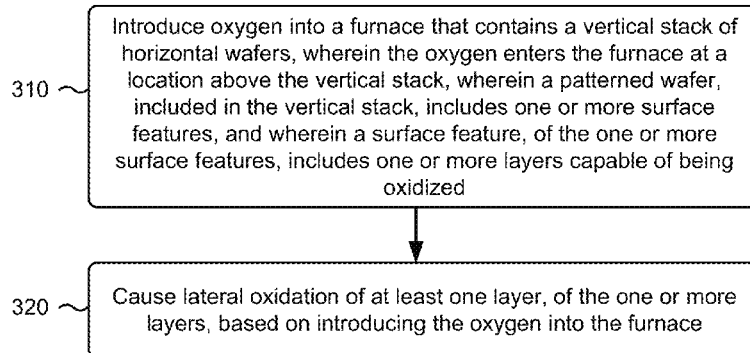 Introduce oxygen into a furnace that contains a vertical stack of
horizontal wafers, wherein the oxygen enters the furnace at a
location above the vertical stack, wherein a patterned wafer,
310
included in the vertical stack, includes one or more surface
features, and wherein a surface feature, of the one or more
surface features, includes one or more layers capable of being
oxidized
Cause lateral oxidation of at least one layer, of the one or more
320
layers, based on introducing the oxygen into the furnace